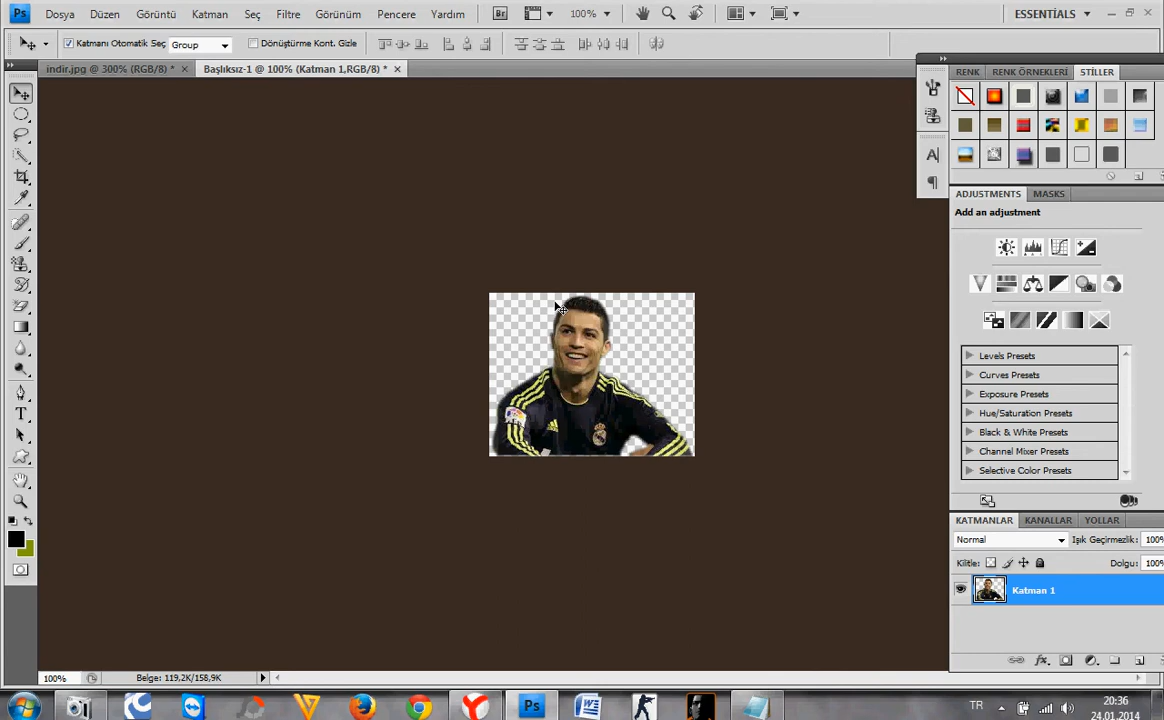 Ps Dosya Düzen Görüntü Katman Seç Filtre Görünüm Pencere Yardım Br 100% ESSENTİALS
Katmanı Otomatik Seç Group Dönüştürme Kont. Gizle
indir.jpg @ 300% (RGB/8) * × Başlıksız-1 @ 100% (Katman 1,RGB/8) * ×
RENK RENK ÖRNEKLERİ STİLLER
ADJUSTMENTS MASKS
Add an adjustment
Levels Presets
Curves Presets
Exposure Presets
Hue/Saturation Presets
Black & White Presets
Channel Mixer Presets
Selective Color Presets
KATMANLAR KANALLAR YOLLAR
Normal Işık Geçirmezlik: 100%
Kilitle: Dolgu: 100%
Katman 1
100% Belge: 119,2K/158,9K
Ps TR 20:36
24.01.2014